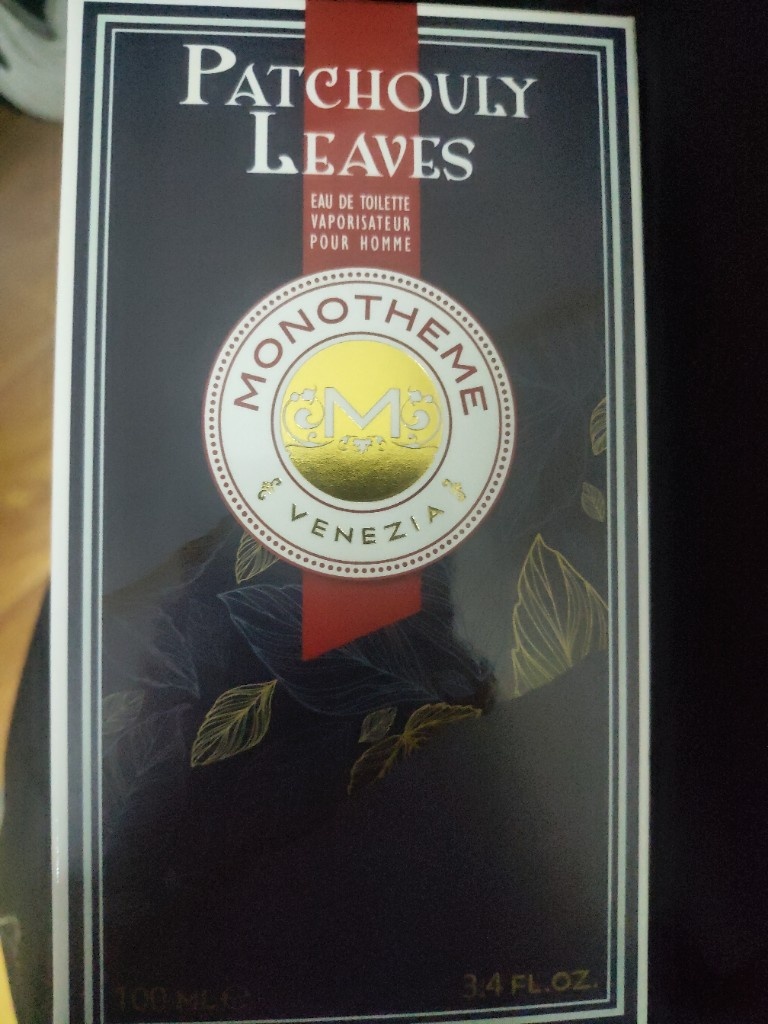 PATCHOULY
LEAVES
EAU DE TOILETTE
VAPORISATEUR
POUR HOMME
MONOTHEME
M
VENEZIA
100 ML ℮
3.4 FL.OZ.